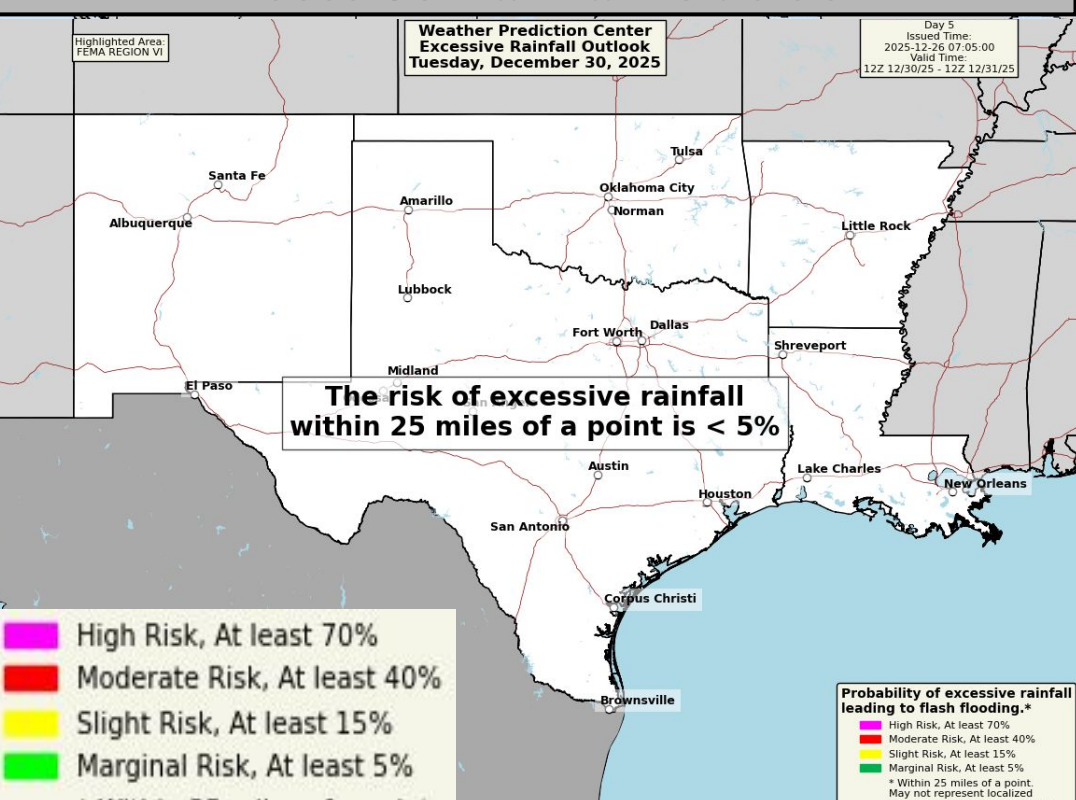 Highlighted Area:
FEMA REGION VI
Weather Prediction Center
Excessive Rainfall Outlook
Tuesday, December 30, 2025
Day 5
Issued Time:
2025-12-26 07:05:00
Valid Time:
12Z 12/30/25 - 12Z 12/31/25
Tulsa
Santa Fe
Oklahoma City
Amarillo
Norman
Albuquerque
Little Rock
Lubbock
Fort Worth
Dallas
Shreveport
Midland
El Paso
The risk of excessive rainfall
within 25 miles of a point is < 5%
Austin
Lake Charles
New Orleans
Houston
San Antonio
Corpus Christi
Brownsville
High Risk, At least 70%
Moderate Risk, At least 40%
Slight Risk, At least 15%
Marginal Risk, At least 5%
Probability of excessive rainfall
leading to flash flooding.*
High Risk, At least 70%
Moderate Risk, At least 40%
Slight Risk, At least 15%
Marginal Risk, At least 5%
* Within 25 miles of a point.
May not represent localized